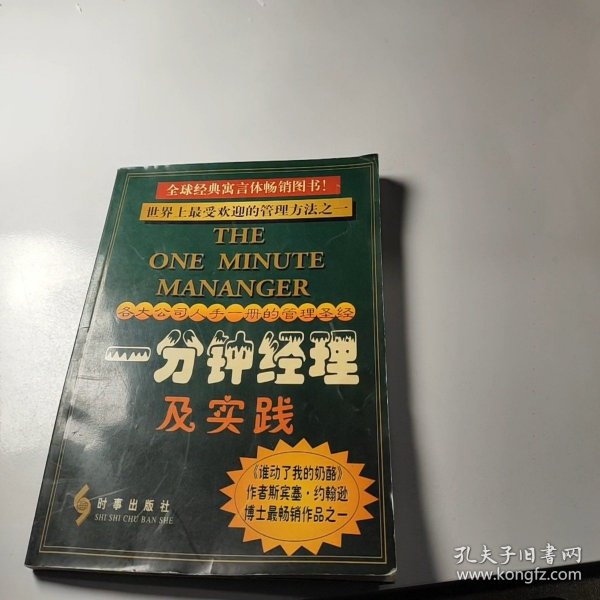 全球经典寓言体畅销图书！
世界上最受欢迎的管理方法之一
THE
ONE MINUTE
MANANGER
各大公司人手一册的管理圣经
一分钟经理
及实践
《谁动了我的奶酪》
作者斯宾塞·约翰逊
博士最畅销作品之一
时事出版社
SHI SHI CHU BAN SHE
孔夫子旧书网
www.kongfz.com